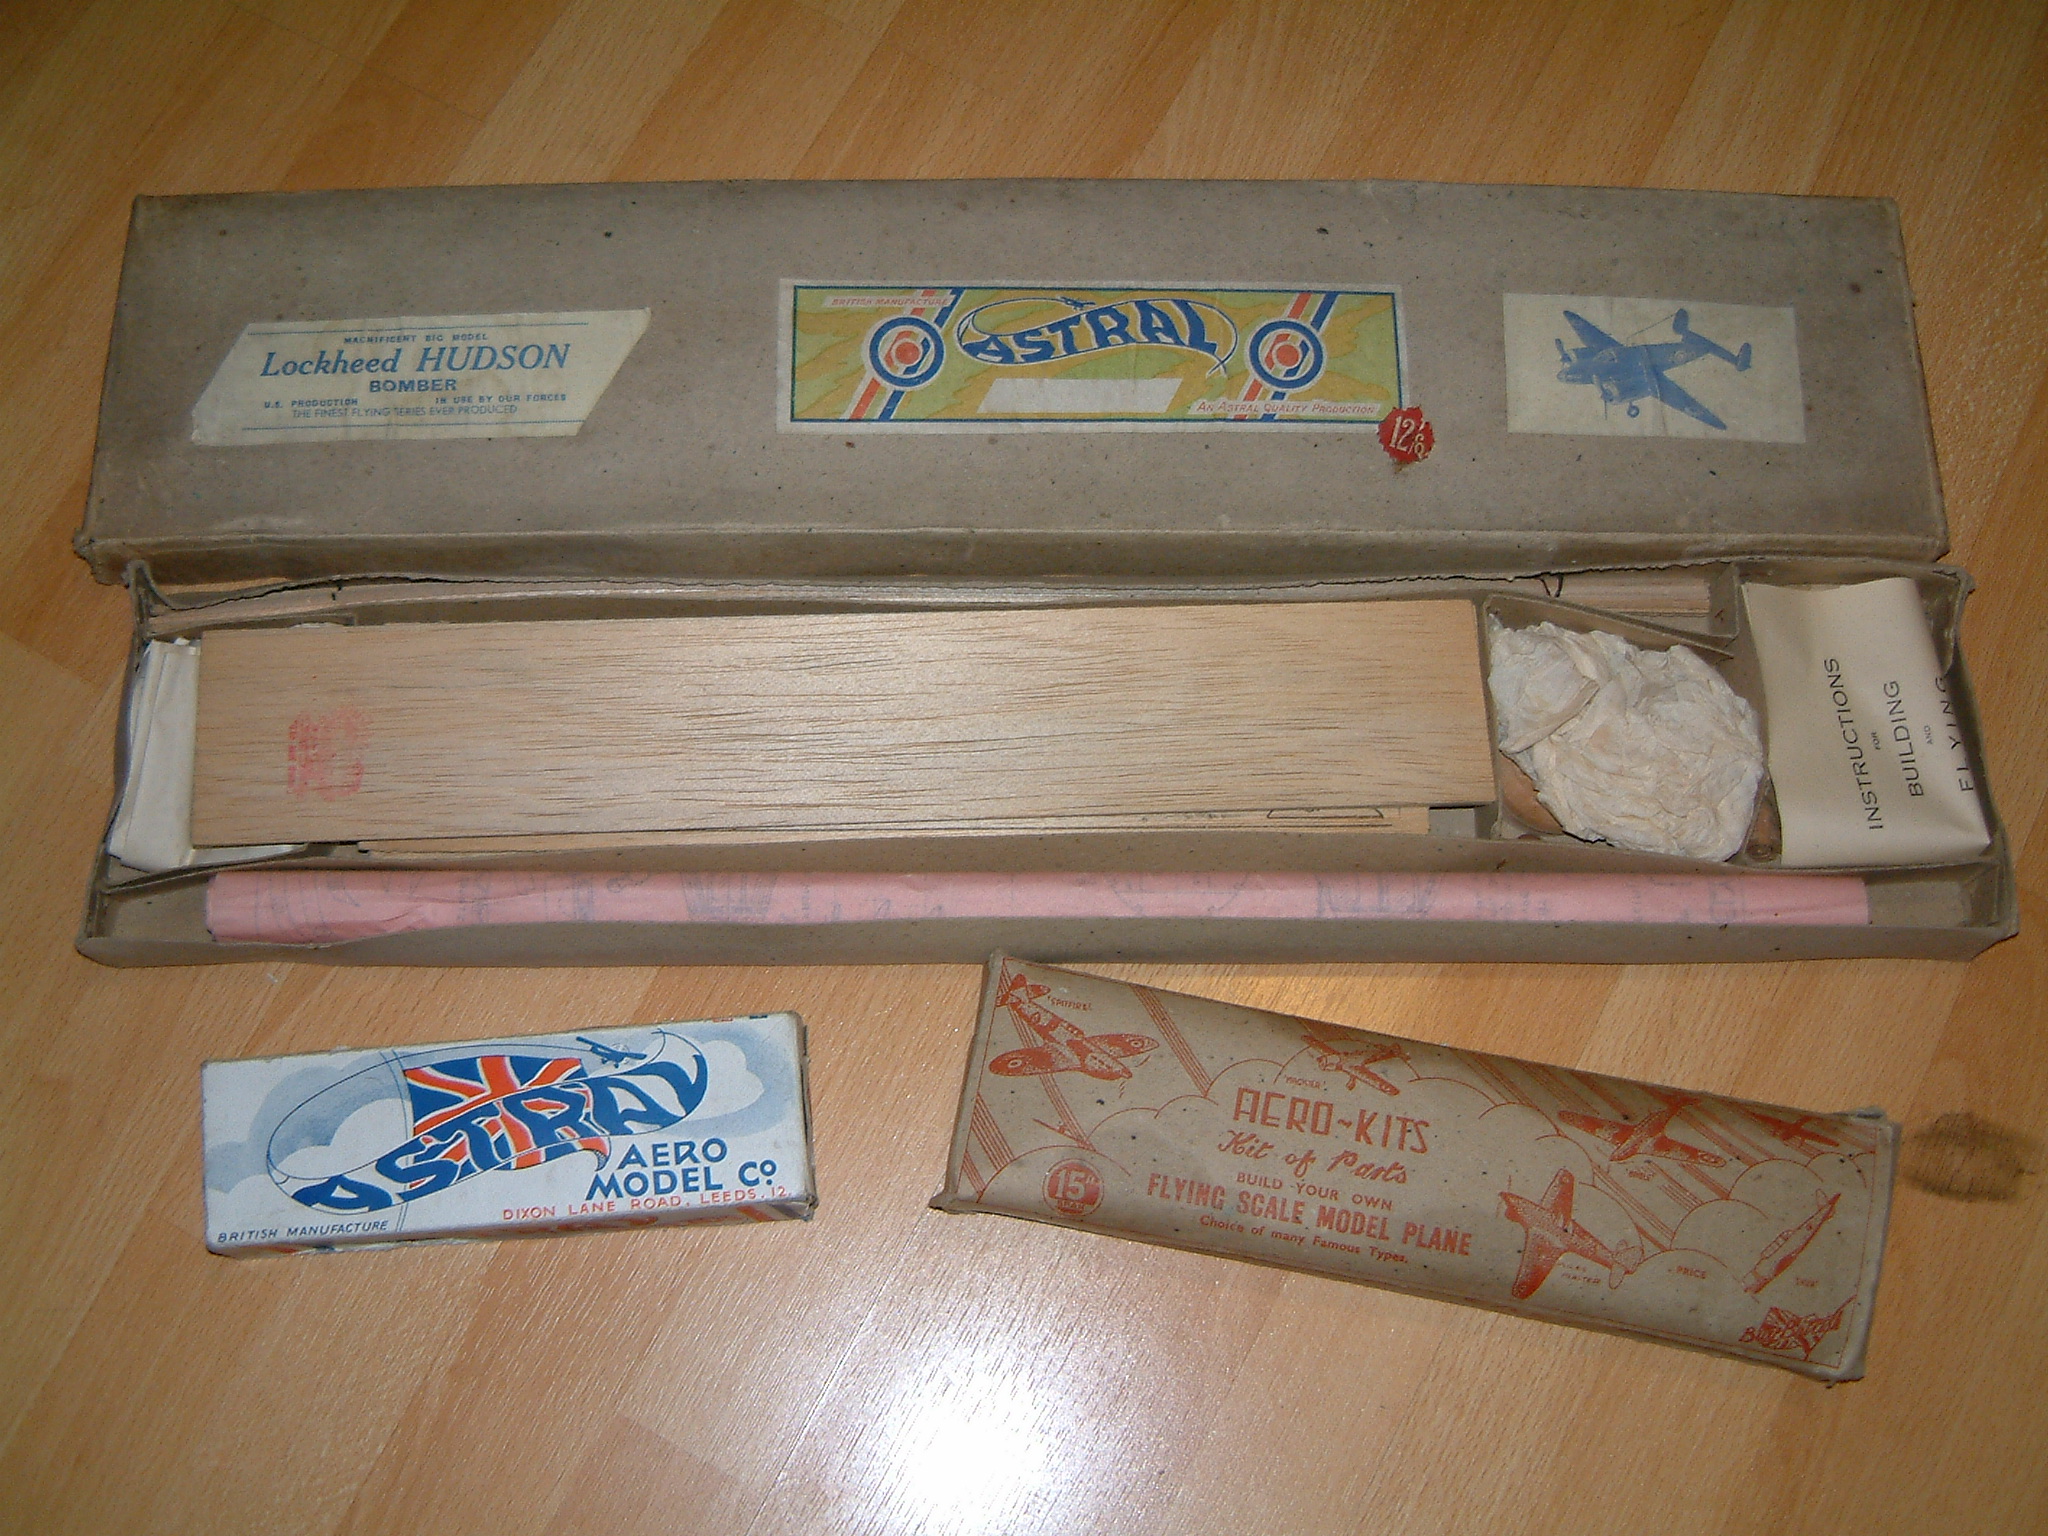 MAGNIFICENT BIG MODEL
Lockheed HUDSON
BOMBER
U.S. PRODUCTION IN USE BY OUR FORCES
THE FINEST FLYING SERIES EVER PRODUCED
BRITISH MANUFACTURE
ASTRAL
AN ASTRAL QUALITY PRODUCTION
12/6
INSTRUCTIONS
FOR
BUILDING
AND
FLYING
ASTRAL
AERO
MODEL Co
DIXON LANE ROAD, LEEDS, 12.
BRITISH MANUFACTURE
"SPITFIRE"
AERO~KITS
Kit of Parts
BUILD YOUR OWN
FLYING SCALE MODEL PLANE
Choice of many Famous Types.
15"
PRICE